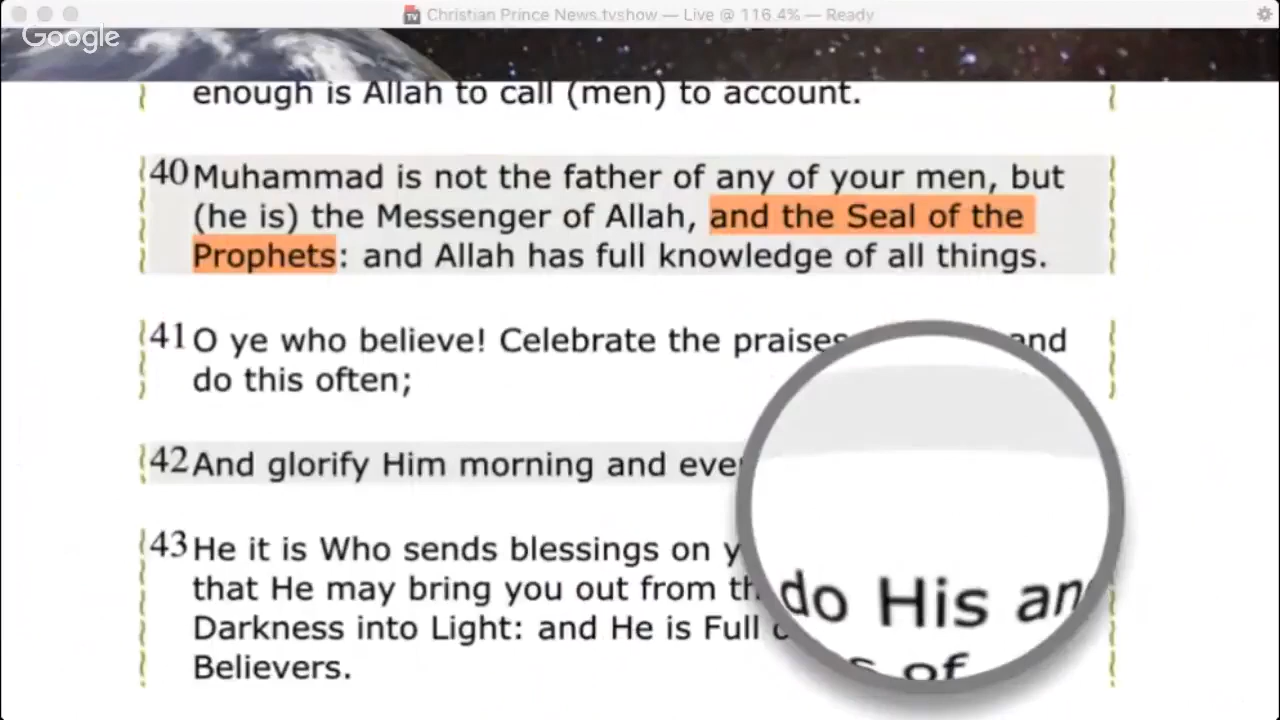 Christian Prince News.tvshow — Live @ 116.4% — Ready
Google
enough is Allah to call (men) to account.
40 Muhammad is not the father of any of your men, but
(he is) the Messenger of Allah, and the Seal of the
Prophets: and Allah has full knowledge of all things.
41 O ye who believe! Celebrate the praises and
do this often;
42 And glorify Him morning and
43 He it is Who sends blessings on
that He may bring you out from
Darkness into Light: and He is Full
Believers.
do His
of